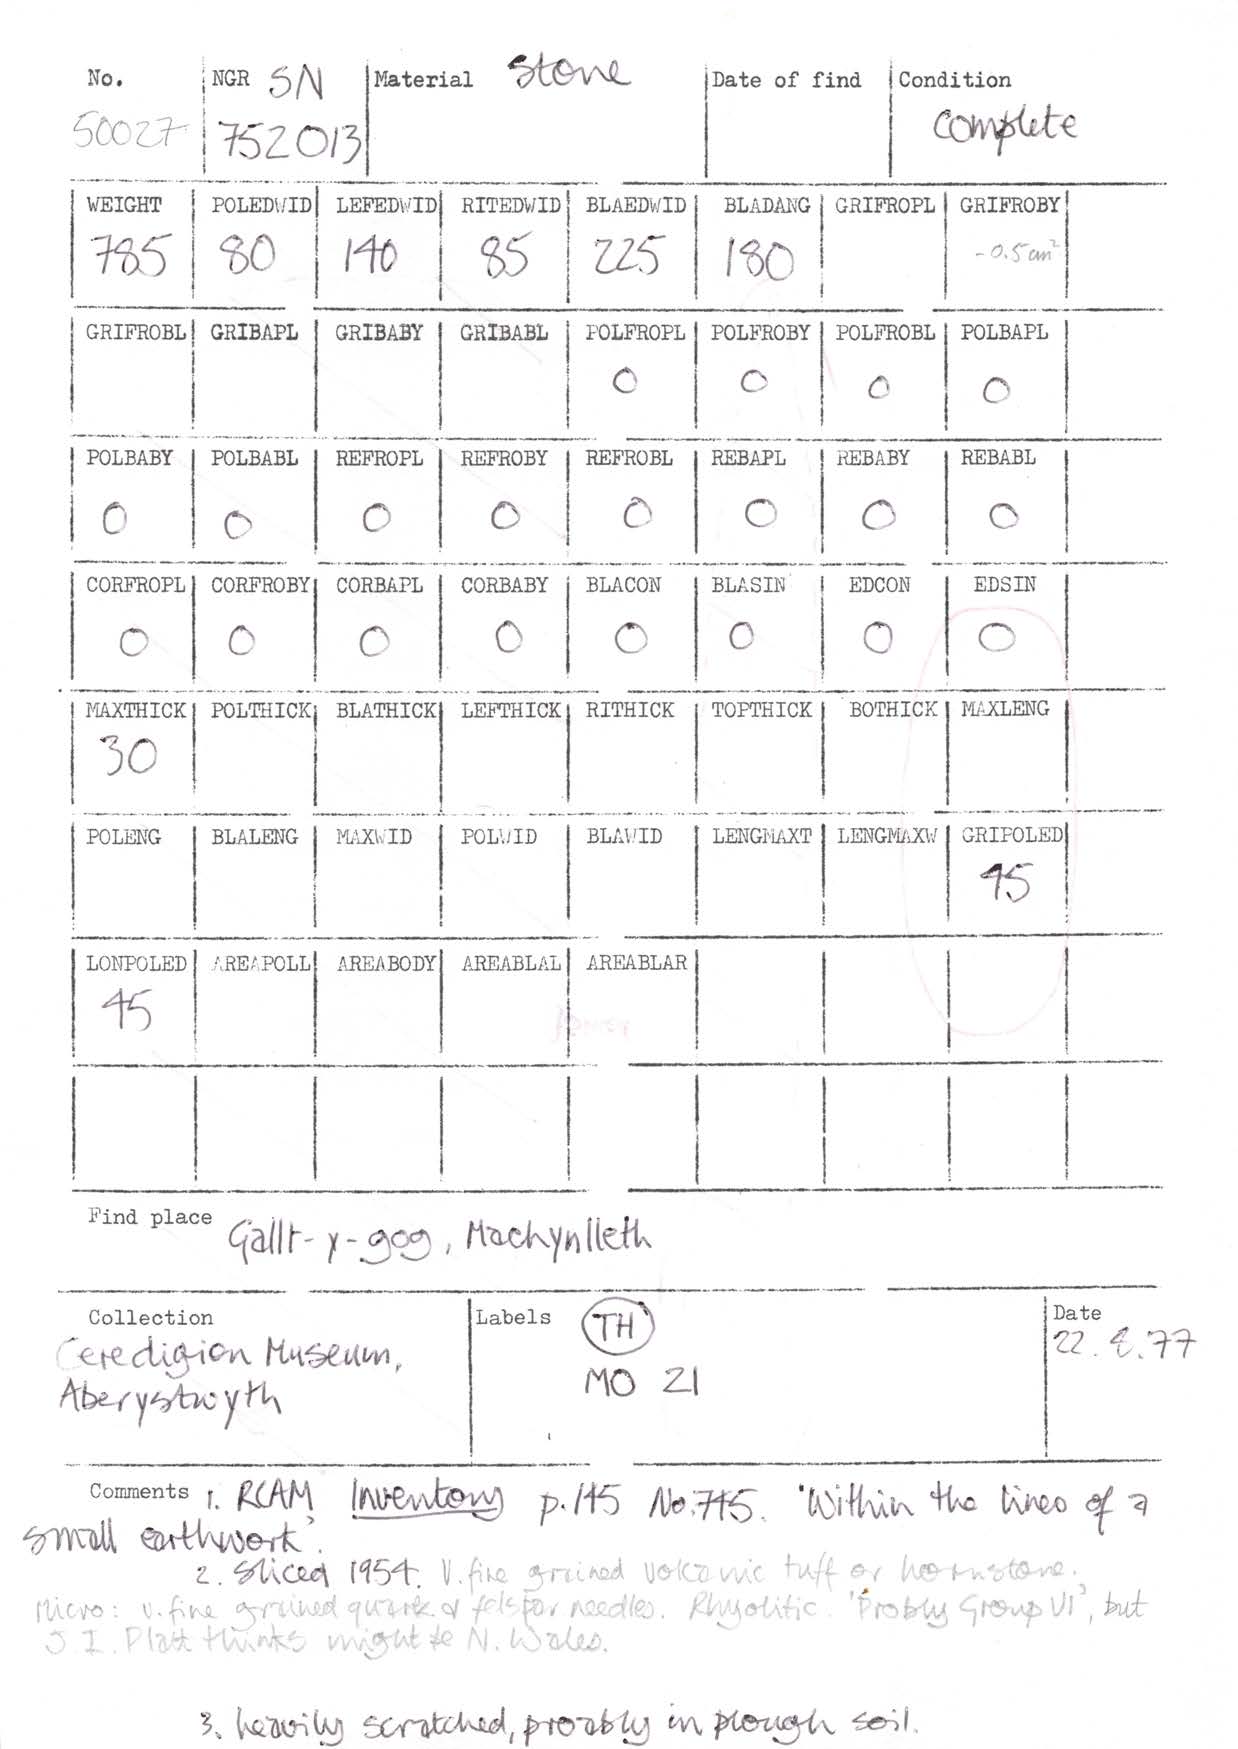 No. NGR SN Material Stone Date of find Condition
50027 752013 complete
WEIGHT POLEDWID LEFEDWID RITEDWID BLAEDWID BLADANG GRIFROPL GRIFROBY
785 80 140 85 225 180 -0.5cm²
GRIFROBL GRIBAPL GRIBABY GRIBABL POLFROPL POLFROBY POLFROBL POLBAPL
0 0 0 0
POLBABY POLBABL REFROPL REFROBY REFROBL REBAPL REBABY REBABL
0 0 0 0 0 0 0 0
CORFROPL CORFROBY CORBAPL CORBABY BLACON BLASIN EDCON EDSIN
0 0 0 0 0 0 0 0
MAXTHICK POLTHICK BLATHICK LEFTHICK RITHICK TOPTHICK BOTHICK MAXLENG
30
POLENG BLALENG MAXWID POLWID BLAWID LENGMAXT LENGMAXW GRIPOLED
45
LONPOLED AREAPOLL AREABODY AREABLAL AREABLAR
45
Find place Gallt-y-gog, Machynlleth
Collection Labels TH Date
Ceredigion Museum, MO 21 22.8.77
Aberystwyth
Comments 1. RCAM Inventory p.145 No.745. 'Within the lines of a
small earthwork'.
2. Sliced 1954. V. fine grained volcanic tuff or hornstone.
Micro: v. fine grained quark & felspar needles. Rhyolitic. 'Probly Group VI', but
J.I. Platt thinks might be N. Wales.
3. heavily scratched, proably in plough soil.